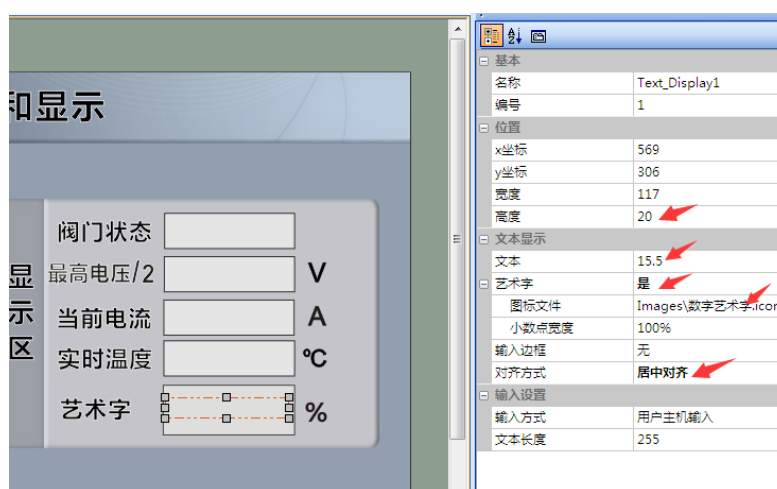 和显示
阀门状态
显 最高电压/2 V
示 当前电流 A
区 实时温度 ℃
艺术字 %
基本
名称 Text_Display1
编号 1
位置
x坐标 569
y坐标 306
宽度 117
高度 20
文本显示
文本 15.5
艺术字 是
图标文件 Images\数字艺术字.icon
小数点宽度 100%
输入边框 无
对齐方式 居中对齐
输入设置
输入方式 用户主机输入
文本长度 255